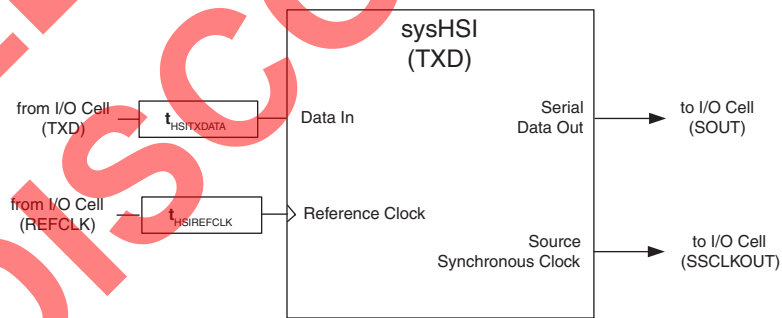 sysHSI
(TXD)
from I/O Cell
(TXD)
tHSITXDATA
Data In
Serial
Data Out
to I/O Cell
(SOUT)
from I/O Cell
(REFCLK)
tHSIREFCLK
Reference Clock
Source
Synchronous Clock
to I/O Cell
(SSCLKOUT)
DISCO